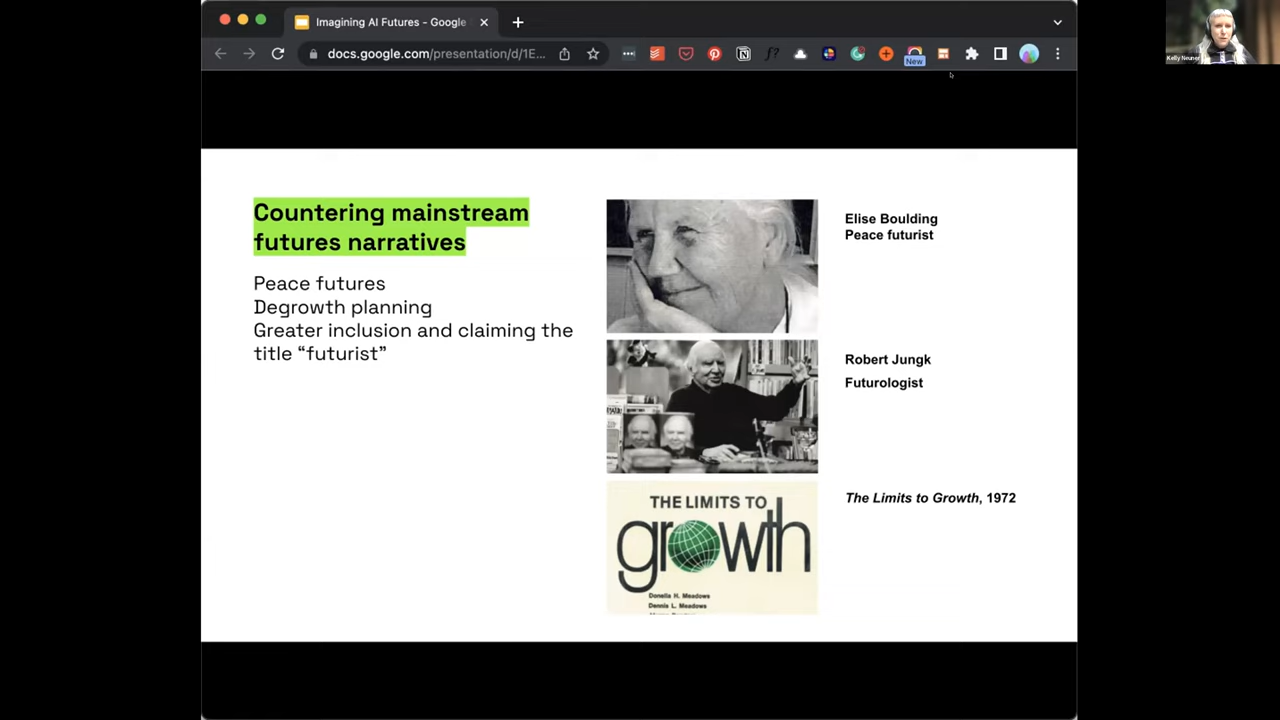 Imagining AI Futures - Google
docs.google.com/presentation/d/1E...
New
Kelly Neuner
Countering mainstream
futures narratives
Peace futures
Degrowth planning
Greater inclusion and claiming the
title “futurist”
Elise Boulding
Peace futurist
Robert Jungk
Futurologist
THE LIMITS TO
growth
Donella H. Meadows
Dennis L. Meadows
The Limits to Growth, 1972